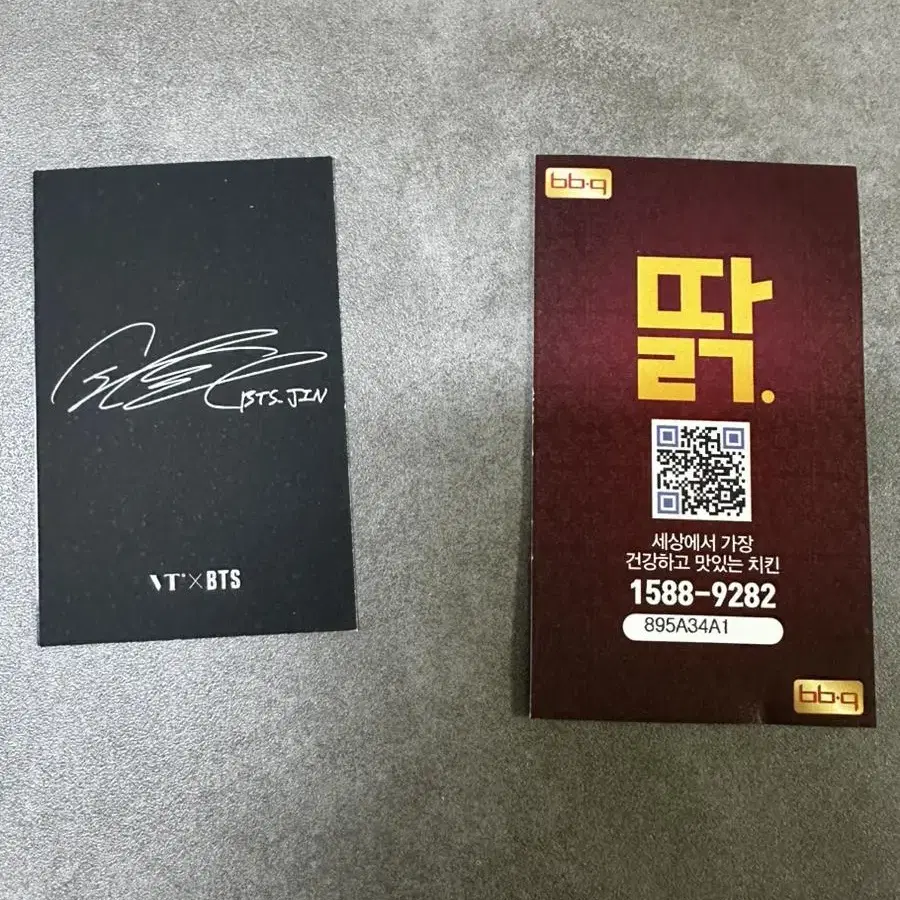 BTS.JIN
VT × BTS
bb·q
딹.
세상에서 가장
건강하고 맛있는 치킨
1588-9282
895A34A1
bb·q